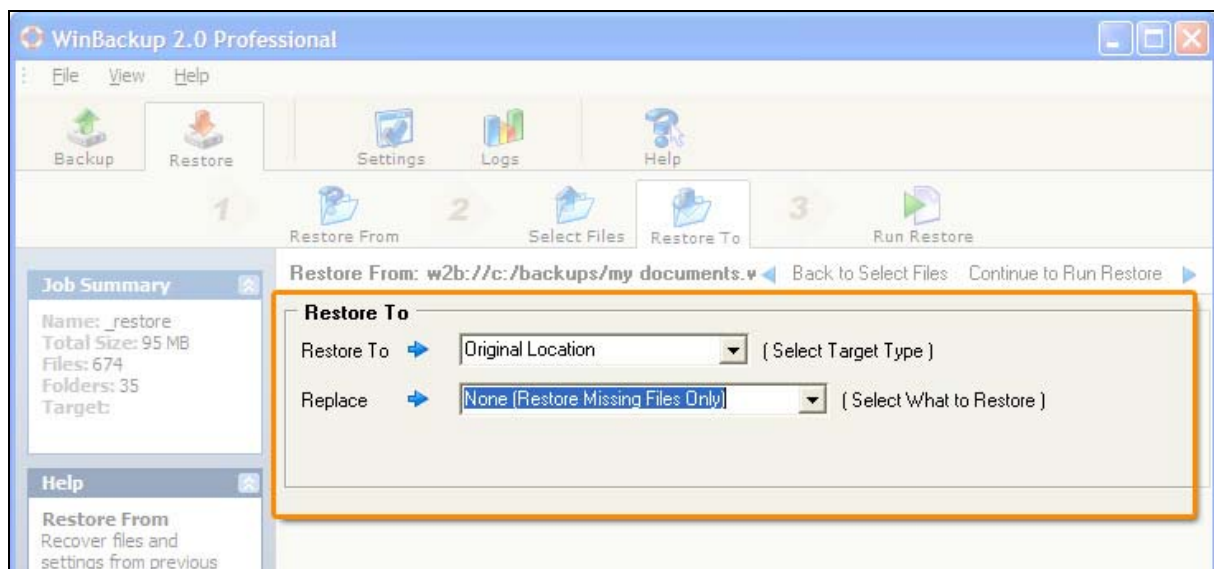 WinBackup 2.0 Professional
File View Help
Backup Restore Settings Logs Help
1 Restore From 2 Select Files Restore To 3 Run Restore
Restore From: w2b://c:/backups/my documents.w Back to Select Files Continue to Run Restore
Job Summary
Name: _restore
Total Size: 95 MB
Files: 674
Folders: 35
Target:
Restore To
Restore To Original Location ( Select Target Type )
Replace None (Restore Missing Files Only) ( Select What to Restore )
Help
Restore From
Recover files and
settings from previous